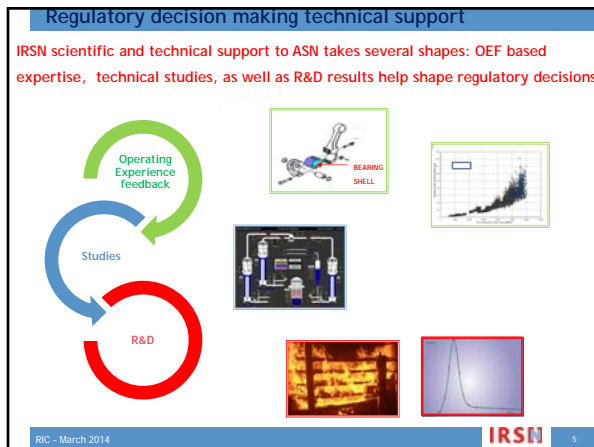 Regulatory decision making technical support
IRSN scientific and technical support to ASN takes several shapes: OEF based
expertise, technical studies, as well as R&D results help shape regulatory decisions
Operating
Experience
feedback
BEARING
SHELL
Studies
R&D
RIC – March 2014
IRSN
5